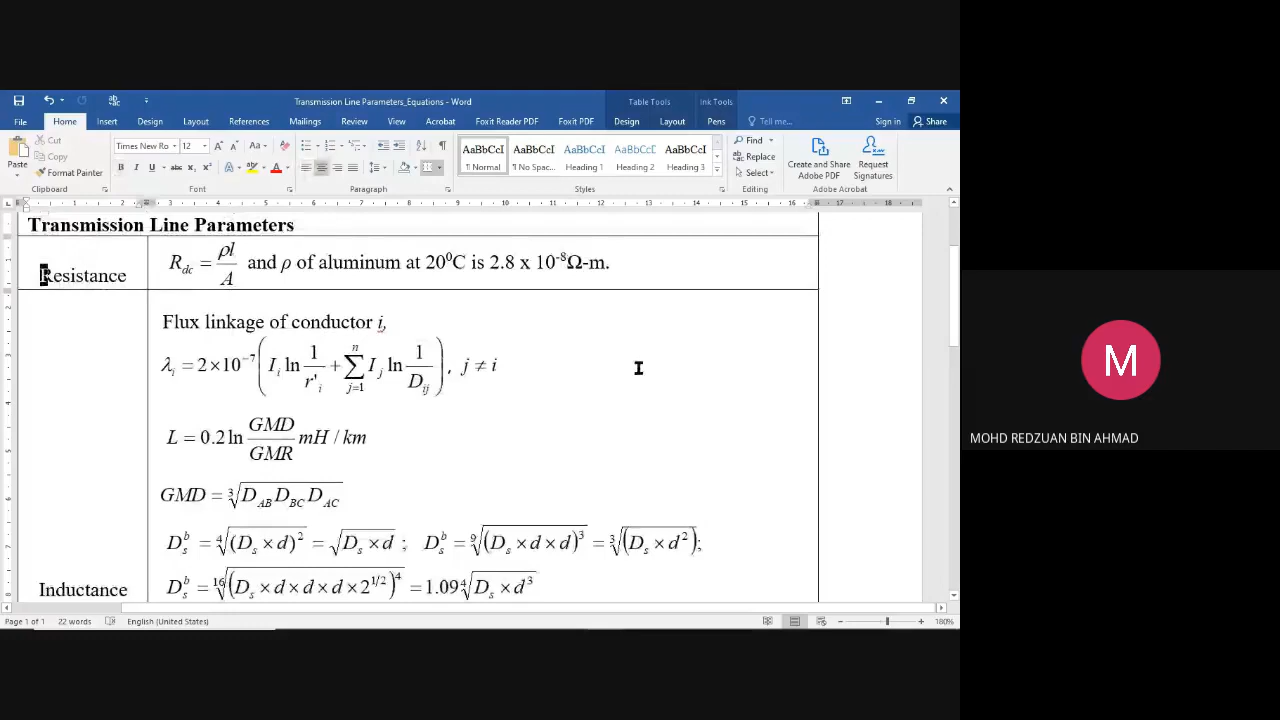 Transmission Line Parameters_Equations - Word
Table Tools
Ink Tools
File Home Insert Design Layout References Mailings Review View Acrobat Foxit Reader PDF Foxit PDF Design Layout Pens Tell me... Sign in Share
Paste
Cut
Copy
Format Painter
Clipboard
Times New Ro 12
Font
Paragraph
AaBbCcI AaBbCcI AaBbCcI AaBbCcI AaBbCcI
¶ Normal ¶ No Spac... Heading 1 Heading 2 Heading 3
Styles
Find
Replace
Select
Editing
Create and Share Adobe PDF
Request Signatures
Adobe Acrobat
Transmission Line Parameters
Resistance
R_dc = ρl / A and ρ of aluminum at 20⁰C is 2.8 x 10⁻⁸Ω-m.
Flux linkage of conductor i,
λ_i = 2×10⁻⁷ ( I_i ln 1/r'_i + ∑_{j=1}^{n} I_j ln 1/D_ij ), j ≠ i
L = 0.2 ln GMD/GMR mH / km
GMD = ∛(D_AB D_BC D_AC)
D_s^b = ⁴√((D_s × d)²) = √(D_s × d) ; D_s^b = ⁹√((D_s × d × d)³) = ³√(D_s × d²);
D_s^b = ¹⁶√((D_s × d × d × d × 2^{1/2})⁴) = 1.09 ⁴√(D_s × d³)
Inductance
Page 1 of 1 22 words English (United States) 180%
M
MOHD REDZUAN BIN AHMAD